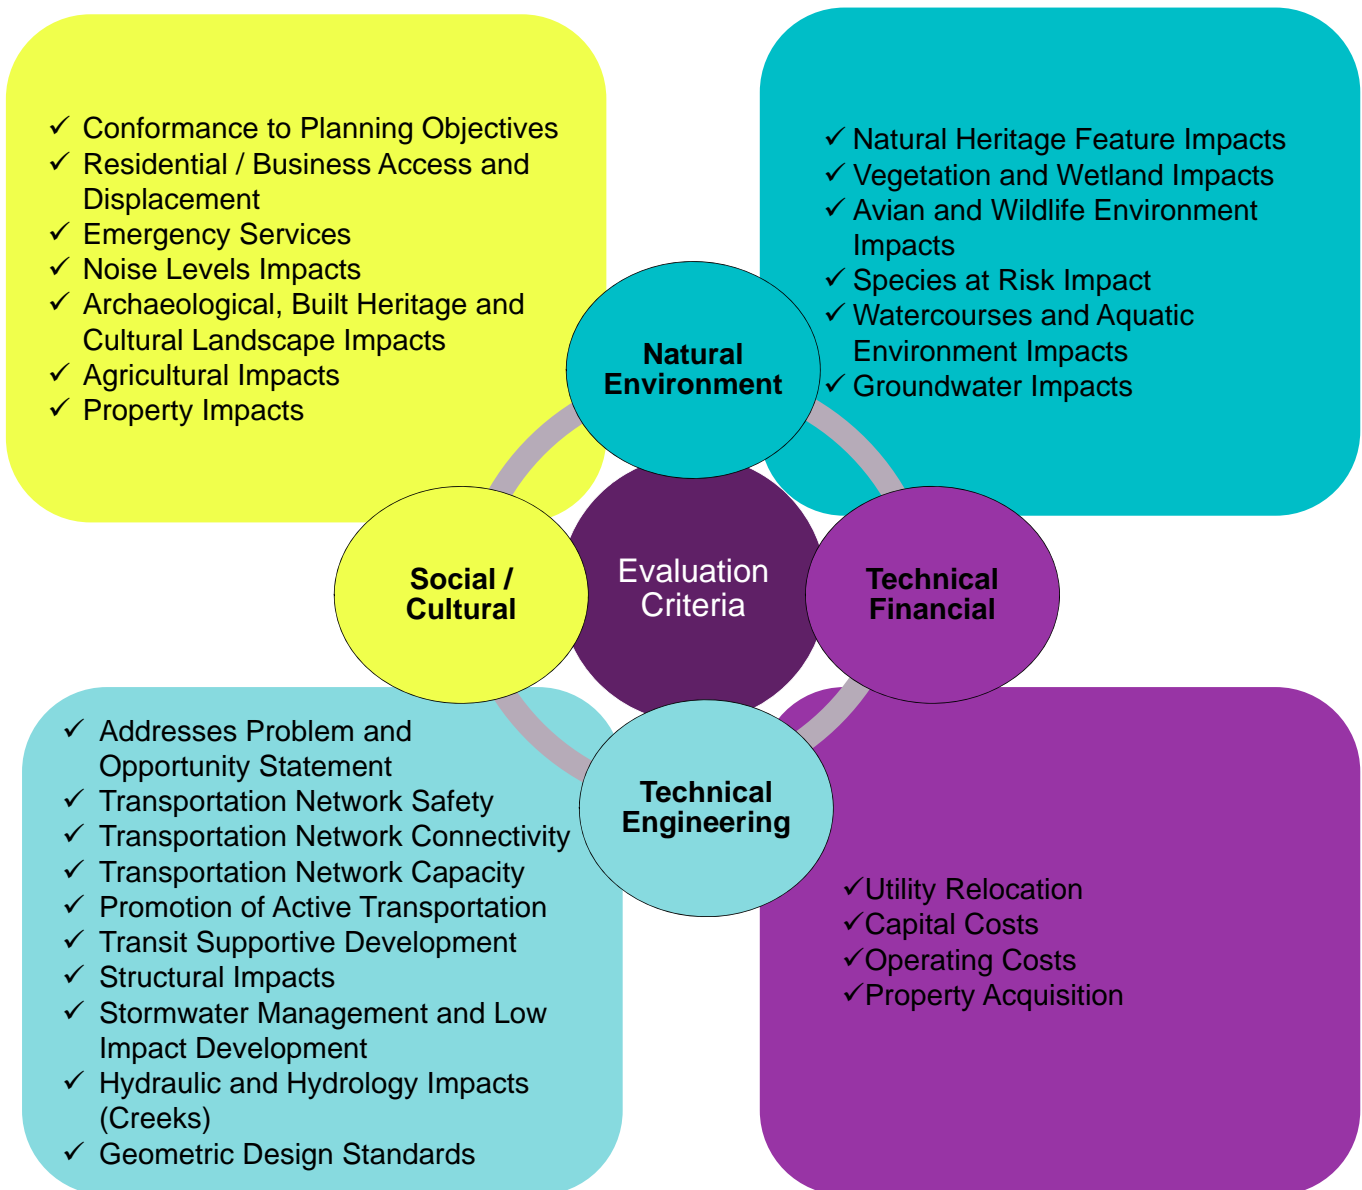 ✓ Conformance to Planning Objectives
✓ Residential / Business Access and
Displacement
✓ Emergency Services
✓ Noise Levels Impacts
✓ Archaeological, Built Heritage and
Cultural Landscape Impacts
✓ Agricultural Impacts
✓ Property Impacts
✓ Natural Heritage Feature Impacts
✓ Vegetation and Wetland Impacts
✓ Avian and Wildlife Environment
Impacts
✓ Species at Risk Impact
✓ Watercourses and Aquatic
Environment Impacts
✓ Groundwater Impacts
Natural
Environment
Social /
Cultural
Evaluation
Criteria
Technical
Financial
Technical
Engineering
✓ Addresses Problem and
Opportunity Statement
✓ Transportation Network Safety
✓ Transportation Network Connectivity
✓ Transportation Network Capacity
✓ Promotion of Active Transportation
✓ Transit Supportive Development
✓ Structural Impacts
✓ Stormwater Management and Low
Impact Development
✓ Hydraulic and Hydrology Impacts
(Creeks)
✓ Geometric Design Standards
✓Utility Relocation
✓Capital Costs
✓Operating Costs
✓Property Acquisition